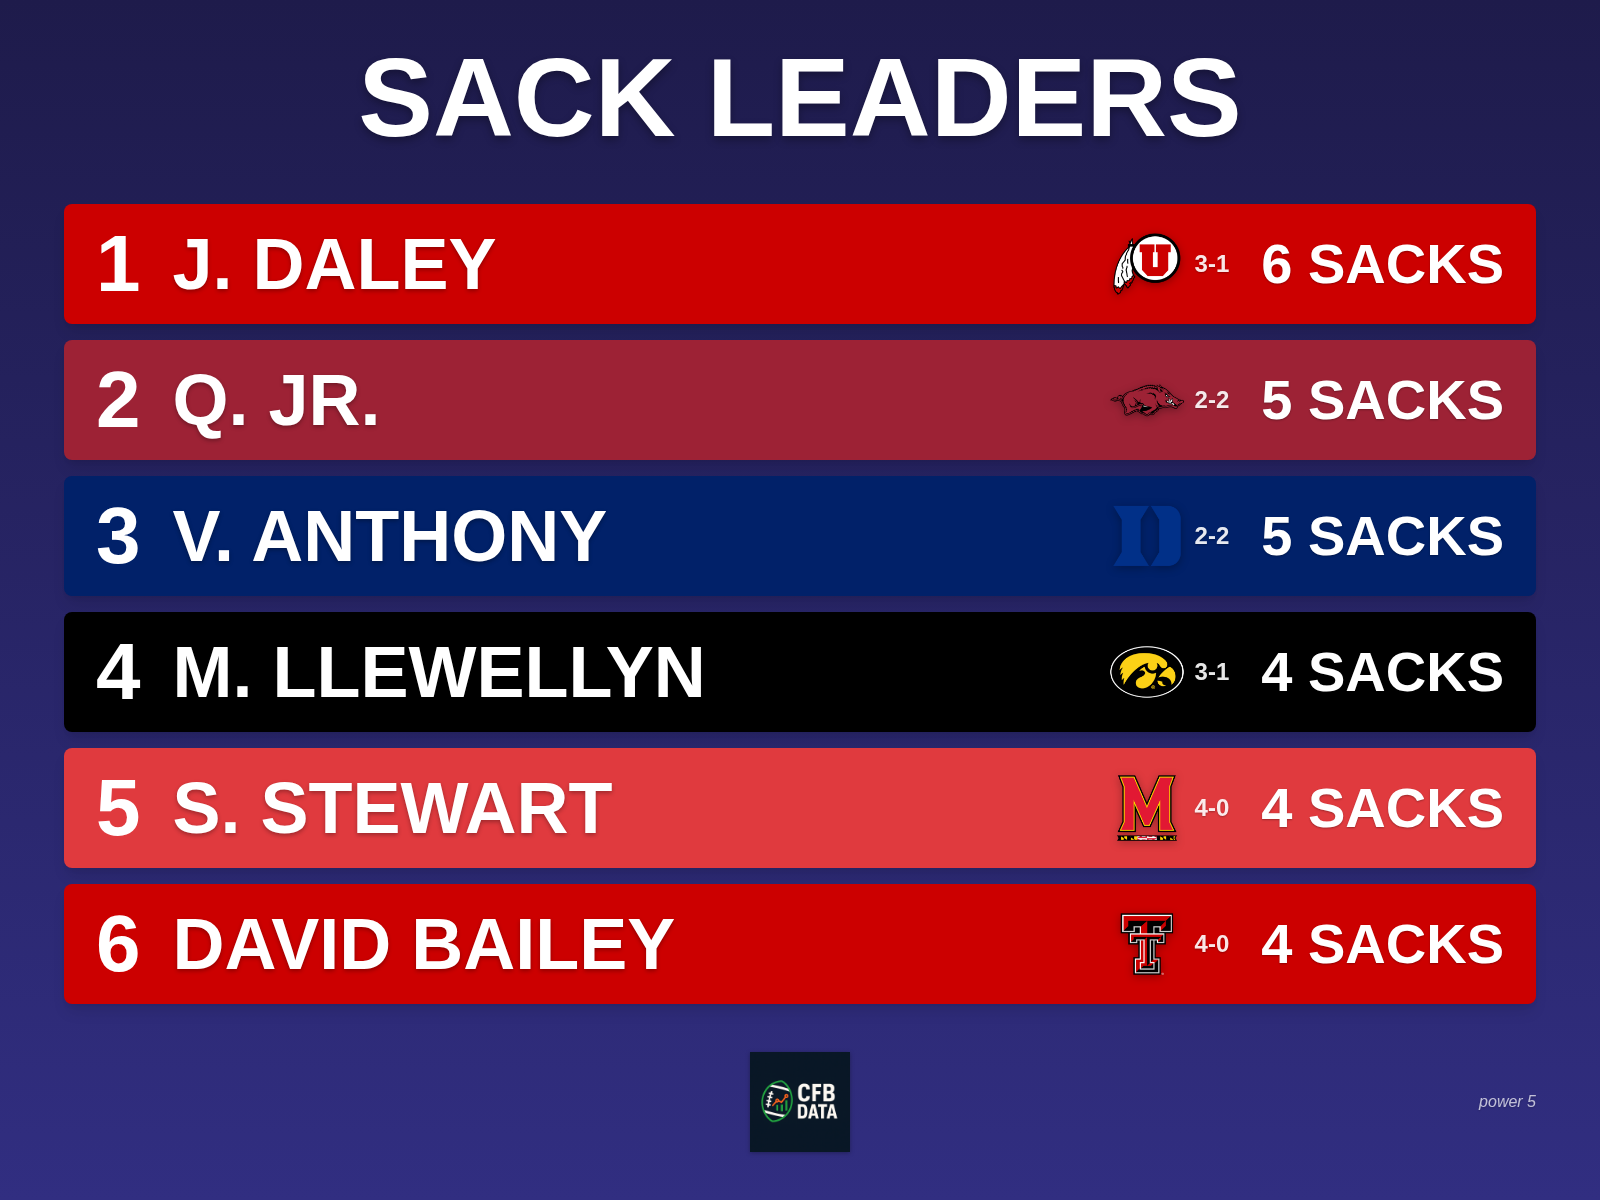 SACK LEADERS
1 J. DALEY 3-1 6 SACKS
2 Q. JR. 2-2 5 SACKS
3 V. ANTHONY 2-2 5 SACKS
4 M. LLEWELLYN 3-1 4 SACKS
5 S. STEWART 4-0 4 SACKS
6 DAVID BAILEY 4-0 4 SACKS
CFB
DATA
power 5